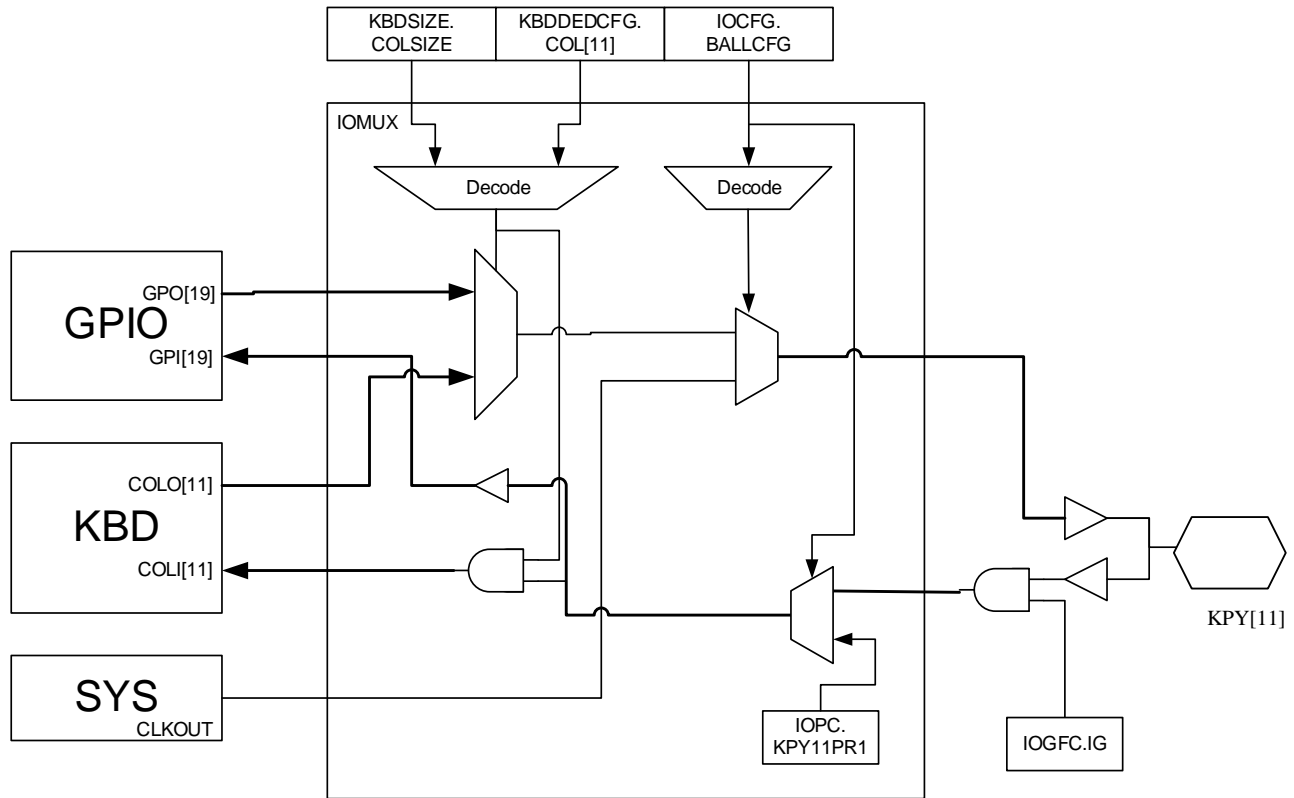 KBDSIZE.
COLSIZE
KBDDEDCFG.
COL[11]
IOCFG.
BALLCFG
IOMUX
Decode
Decode
GPO[19]
GPIO
GPI[19]
COLO[11]
KBD
COLI[11]
KPY[11]
SYS
CLKOUT
IOPC.
KPY11PR1
IOGFC.IG